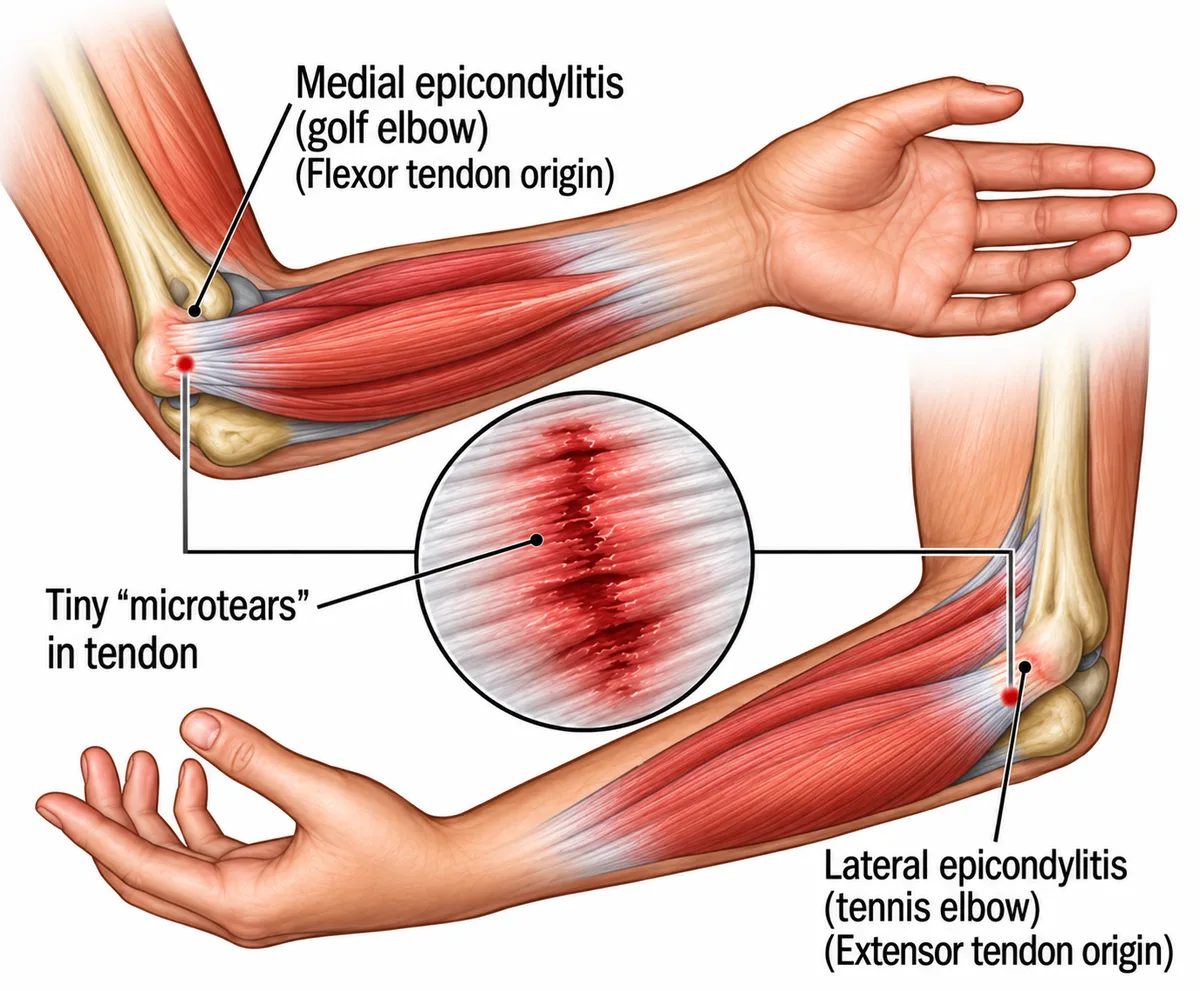 Medial epicondylitis
(golf elbow)
(Flexor tendon origin)
Tiny “microtears”
in tendon
Lateral epicondylitis
(tennis elbow)
(Extensor tendon origin)